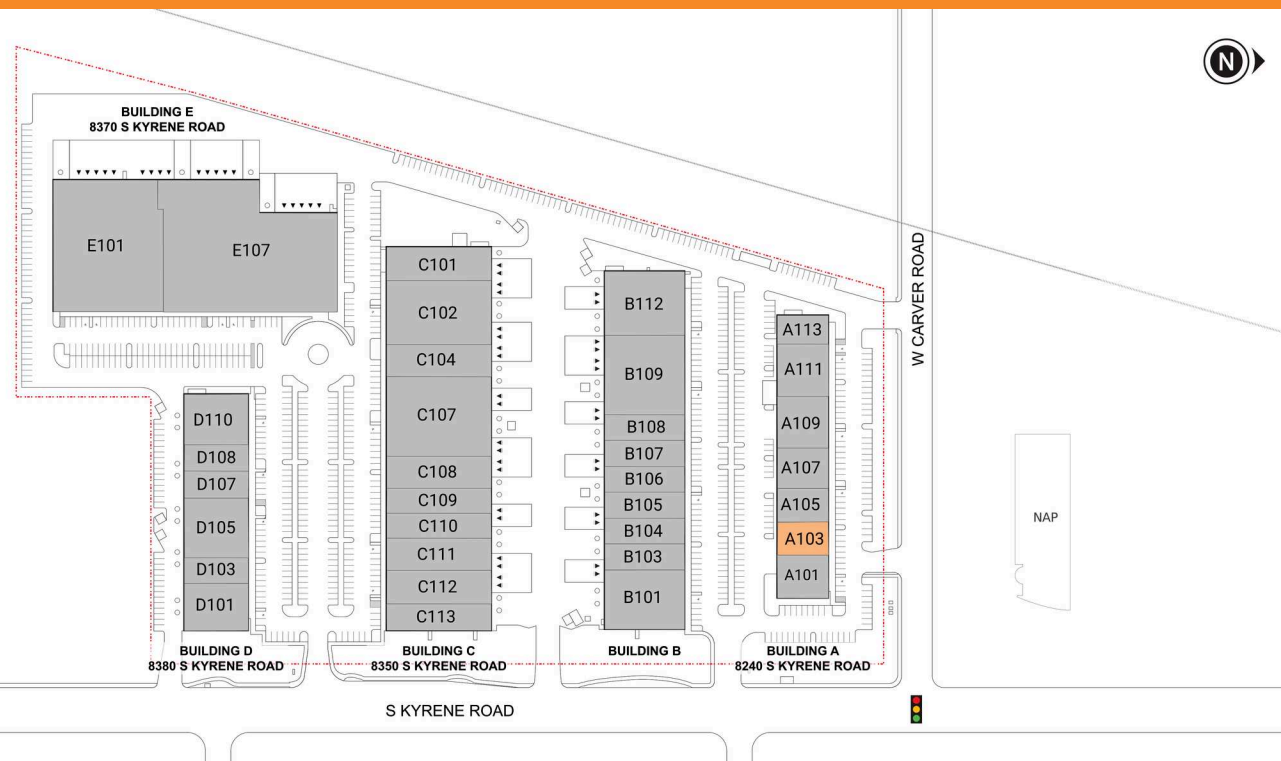 N
BUILDING E
8370 S KYRENE ROAD
E101
E107
C101
C102
C104
C107
C108
C109
C110
C111
C112
C113
B112
B109
B108
B107
B106
B105
B104
B103
B101
A113
A111
A109
A107
A105
A103
A101
W CARVER ROAD
NAP
D110
D108
D107
D105
D103
D101
BUILDING D
8380 S KYRENE ROAD
BUILDING C
8350 S KYRENE ROAD
BUILDING B
BUILDING A
8240 S KYRENE ROAD
S KYRENE ROAD